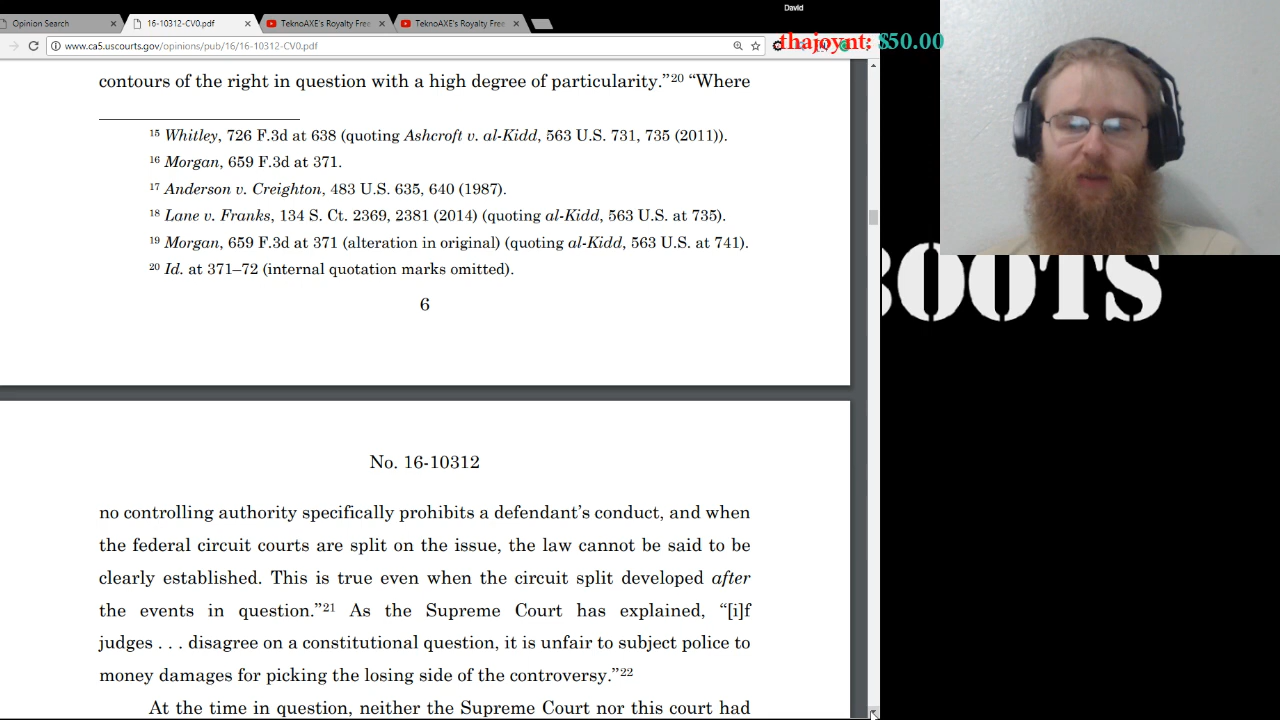 David
Opinion Search
16-10312-CV0.pdf
TeknoAXE's Royalty Free
TeknoAXE's Royalty Free
www.ca5.uscourts.gov/opinions/pub/16/16-10312-CV0.pdf
thajoynt: $50.00
contours of the right in question with a high degree of particularity.”20 “Where
15 Whitley, 726 F.3d at 638 (quoting Ashcroft v. al-Kidd, 563 U.S. 731, 735 (2011)).
16 Morgan, 659 F.3d at 371.
17 Anderson v. Creighton, 483 U.S. 635, 640 (1987).
18 Lane v. Franks, 134 S. Ct. 2369, 2381 (2014) (quoting al-Kidd, 563 U.S. at 735).
19 Morgan, 659 F.3d at 371 (alteration in original) (quoting al-Kidd, 563 U.S. at 741).
20 Id. at 371–72 (internal quotation marks omitted).
6
No. 16-10312
no controlling authority specifically prohibits a defendant’s conduct, and when
the federal circuit courts are split on the issue, the law cannot be said to be
clearly established. This is true even when the circuit split developed after
the events in question.”21 As the Supreme Court has explained, “[i]f
judges . . . disagree on a constitutional question, it is unfair to subject police to
money damages for picking the losing side of the controversy.”22
At the time in question, neither the Supreme Court nor this court had
BOOTS